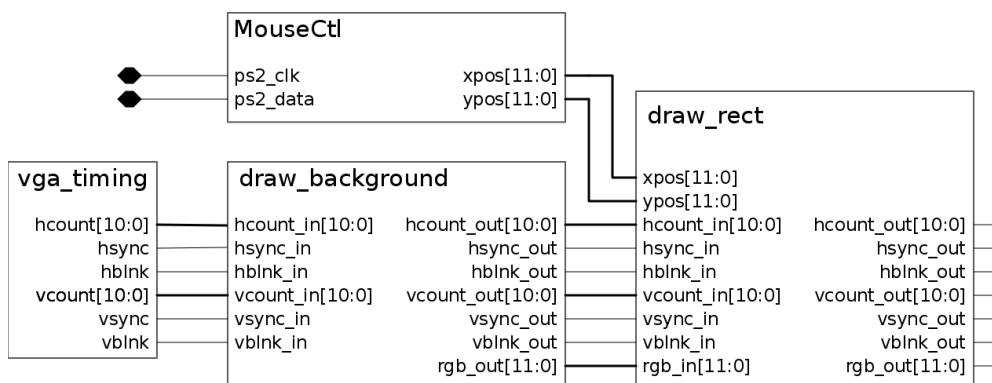 MouseCtl
ps2_clk
ps2_data
xpos[11:0]
ypos[11:0]
vga_timing
hcount[10:0]
hsync
hblnk
vcount[10:0]
vsync
vblnk
draw_background
hcount_in[10:0]
hsync_in
hblnk_in
vcount_in[10:0]
vsync_in
vblnk_in
hcount_out[10:0]
hsync_out
hblnk_out
vcount_out[10:0]
vsync_out
vblnk_out
rgb_out[11:0]
draw_rect
xpos[11:0]
ypos[11:0]
hcount_in[10:0]
hsync_in
hblnk_in
vcount_in[10:0]
vsync_in
vblnk_in
rgb_in[11:0]
hcount_out[10:0]
hsync_out
hblnk_out
vcount_out[10:0]
vsync_out
vblnk_out
rgb_out[11:0]